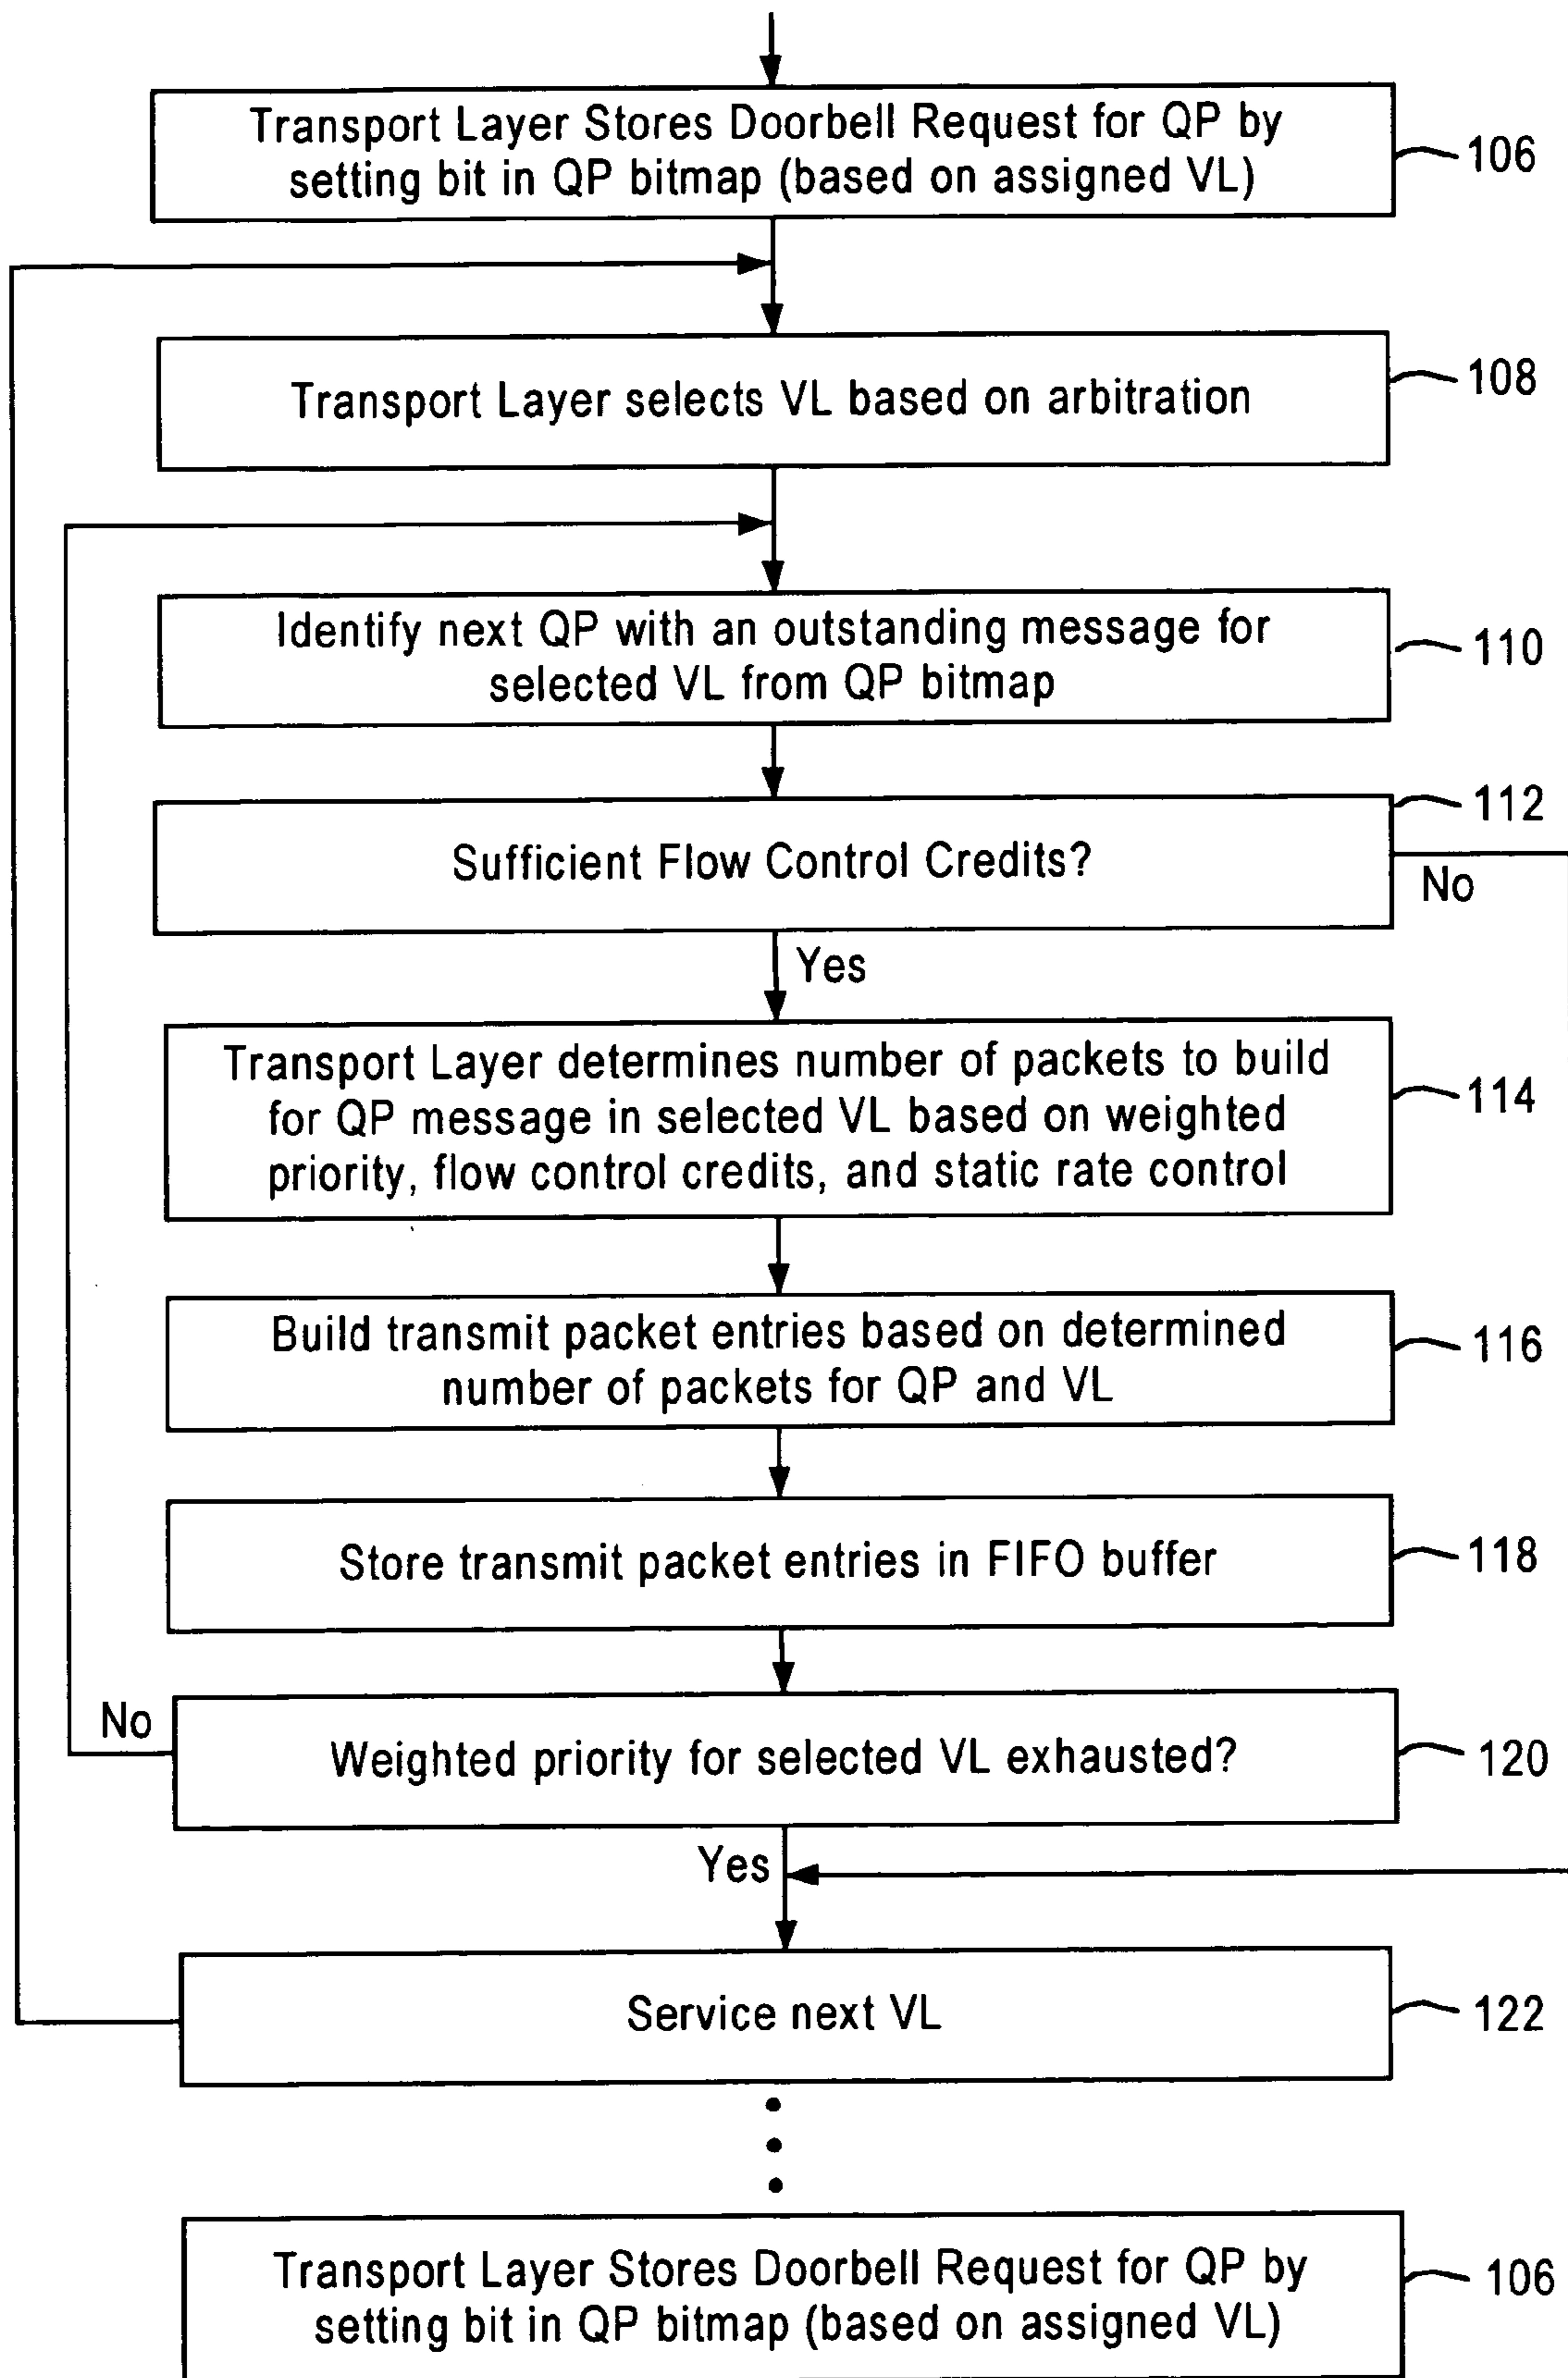 Transport Layer Stores Doorbell Request for QP by
setting bit in QP bitmap (based on assigned VL)
106
Transport Layer selects VL based on arbitration
108
Identify next QP with an outstanding message for
selected VL from QP bitmap
110
Sufficient Flow Control Credits?
112
No
Yes
Transport Layer determines number of packets to build
for QP message in selected VL based on weighted
priority, flow control credits, and static rate control
114
Build transmit packet entries based on determined
number of packets for QP and VL
116
Store transmit packet entries in FIFO buffer
118
No
Weighted priority for selected VL exhausted?
120
Yes
Service next VL
122
Transport Layer Stores Doorbell Request for QP by
setting bit in QP bitmap (based on assigned VL)
106